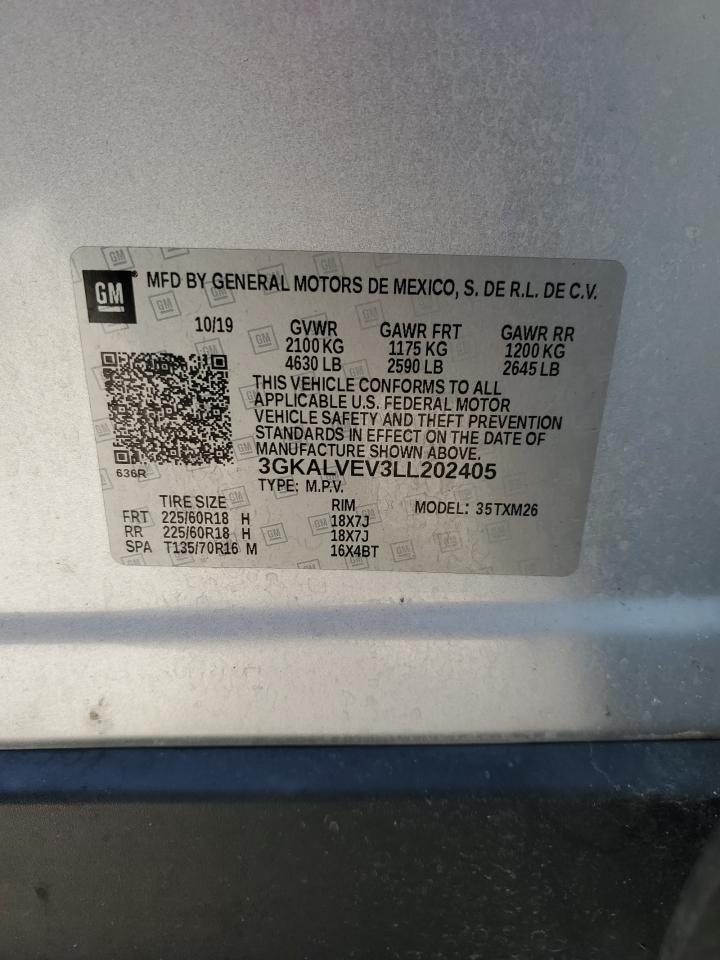 GM
MFD BY GENERAL MOTORS DE MEXICO, S. DE R.L. DE C.V.
10/19 GVWR GAWR FRT GAWR RR
2100 KG 1175 KG 1200 KG
4630 LB 2590 LB 2645 LB
THIS VEHICLE CONFORMS TO ALL
APPLICABLE U.S. FEDERAL MOTOR
VEHICLE SAFETY AND THEFT PREVENTION
STANDARDS IN EFFECT ON THE DATE OF
MANUFACTURE SHOWN ABOVE.
636R 3GKALVEV3LL202405
TYPE: M.P.V.
TIRE SIZE RIM MODEL: 35TXM26
FRT 225/60R18 H 18X7J
RR 225/60R18 H 18X7J
SPA T135/70R16 M 16X4BT